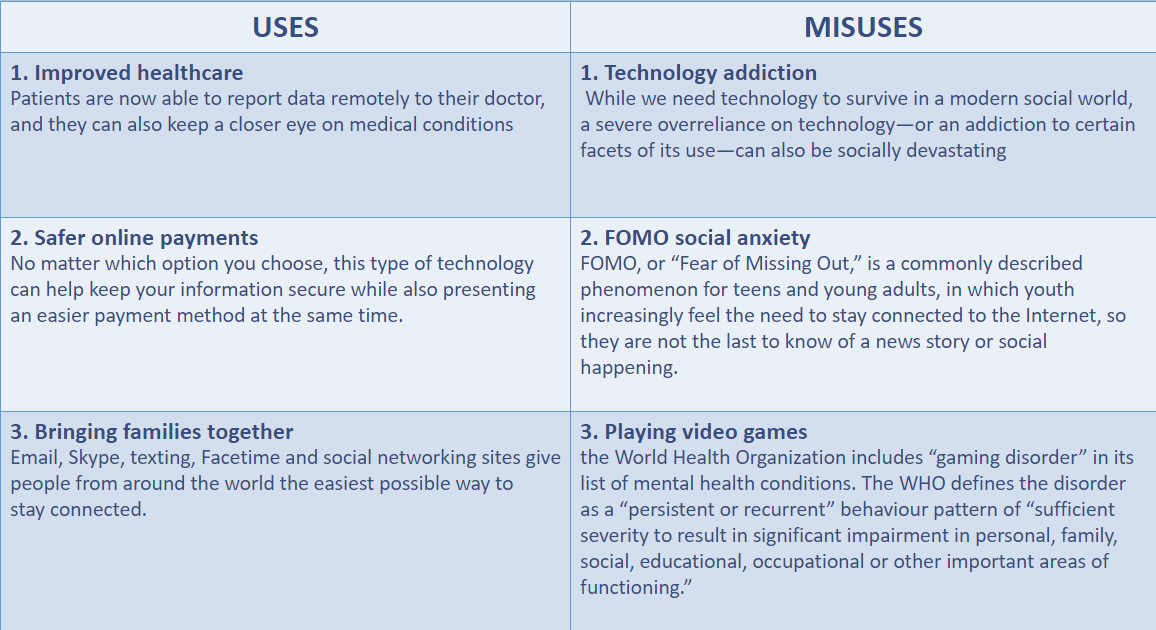 USES
MISUSES
1. Improved healthcare
Patients are now able to report data remotely to their doctor,
and they can also keep a closer eye on medical conditions
1. Technology addiction
While we need technology to survive in a modern social world,
a severe overreliance on technology—or an addiction to certain
facets of its use—can also be socially devastating
2. Safer online payments
No matter which option you choose, this type of technology
can help keep your information secure while also presenting
an easier payment method at the same time.
2. FOMO social anxiety
FOMO, or “Fear of Missing Out,” is a commonly described
phenomenon for teens and young adults, in which youth
increasingly feel the need to stay connected to the Internet, so
they are not the last to know of a news story or social
happening.
3. Bringing families together
Email, Skype, texting, Facetime and social networking sites give
people from around the world the easiest possible way to
stay connected.
3. Playing video games
the World Health Organization includes “gaming disorder” in its
list of mental health conditions. The WHO defines the disorder
as a “persistent or recurrent” behaviour pattern of “sufficient
severity to result in significant impairment in personal, family,
social, educational, occupational or other important areas of
functioning.”